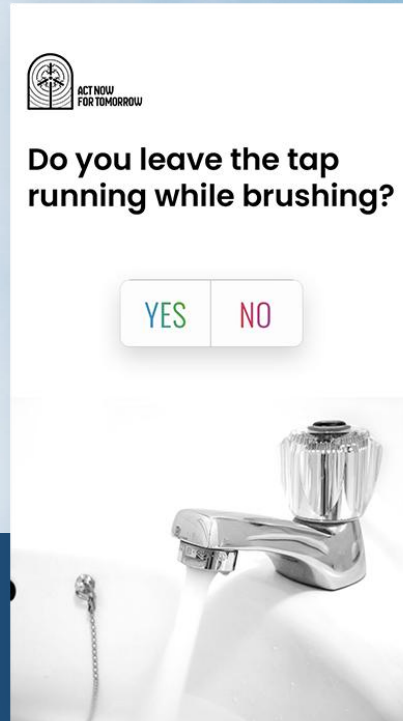 ACT NOW
FOR TOMORROW
Do you leave the tap
running while brushing?
YES NO